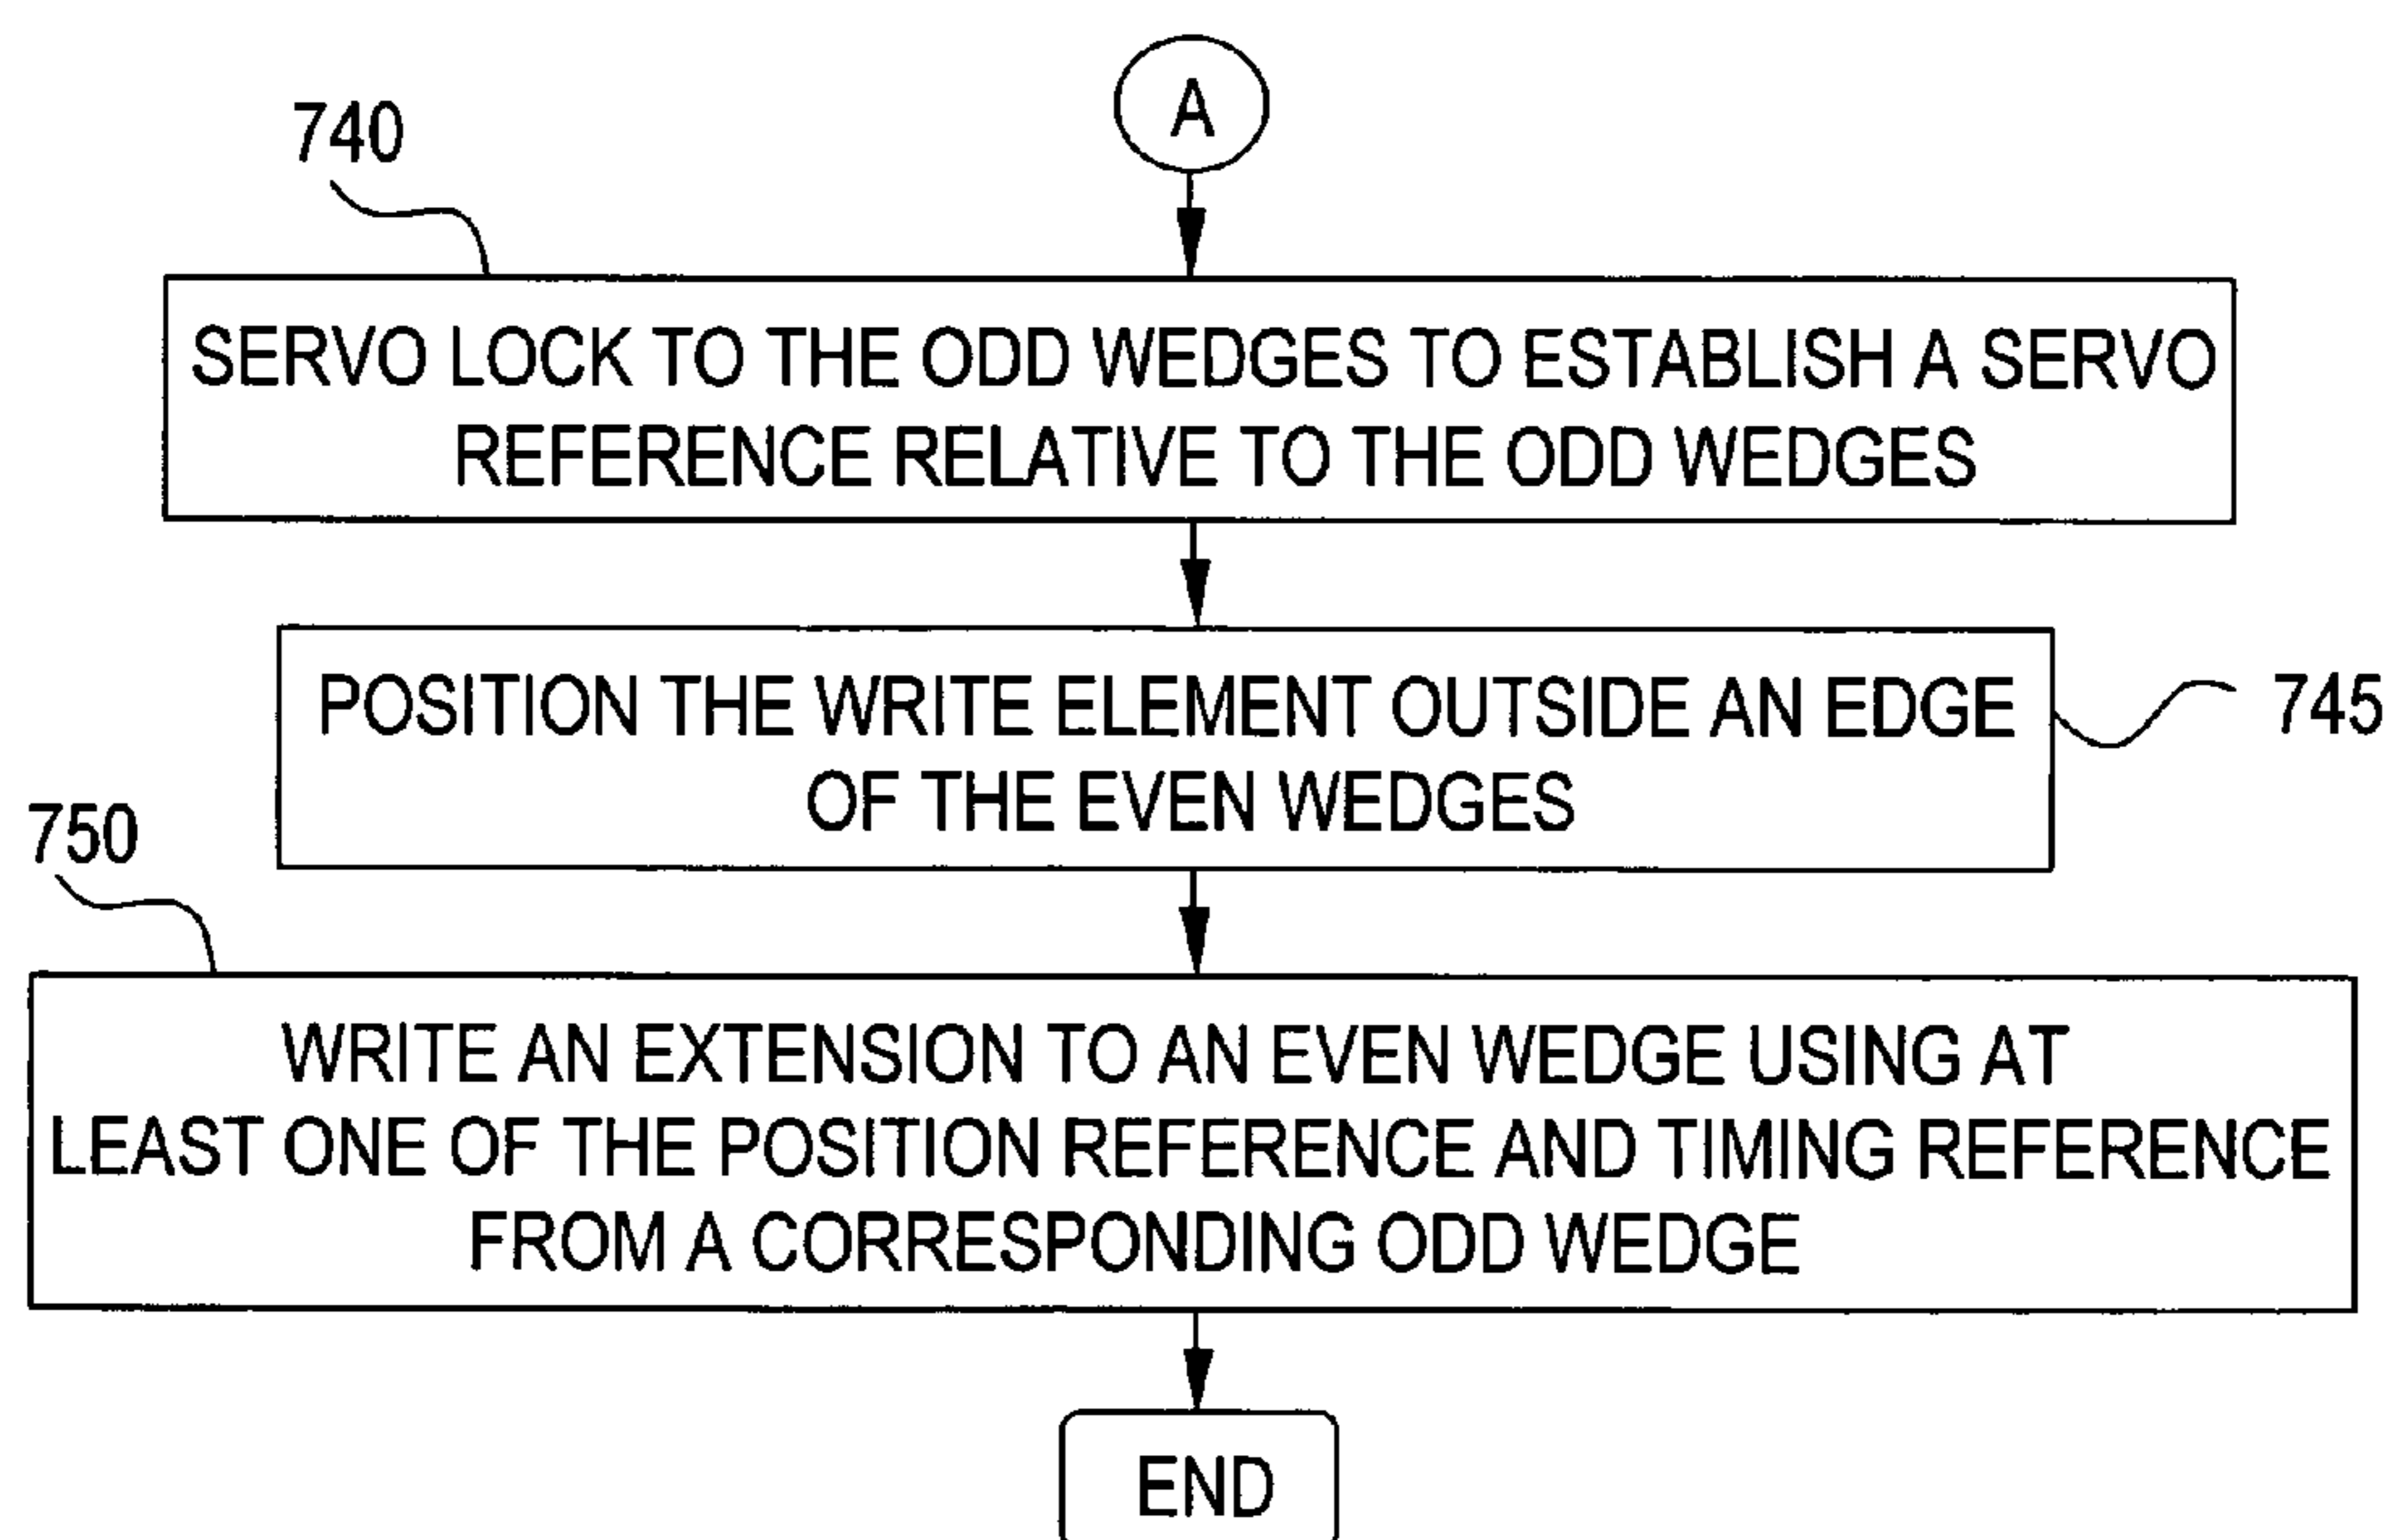 A
740
SERVO LOCK TO THE ODD WEDGES TO ESTABLISH A SERVO
REFERENCE RELATIVE TO THE ODD WEDGES
POSITION THE WRITE ELEMENT OUTSIDE AN EDGE
OF THE EVEN WEDGES
745
750
WRITE AN EXTENSION TO AN EVEN WEDGE USING AT
LEAST ONE OF THE POSITION REFERENCE AND TIMING REFERENCE
FROM A CORRESPONDING ODD WEDGE
END